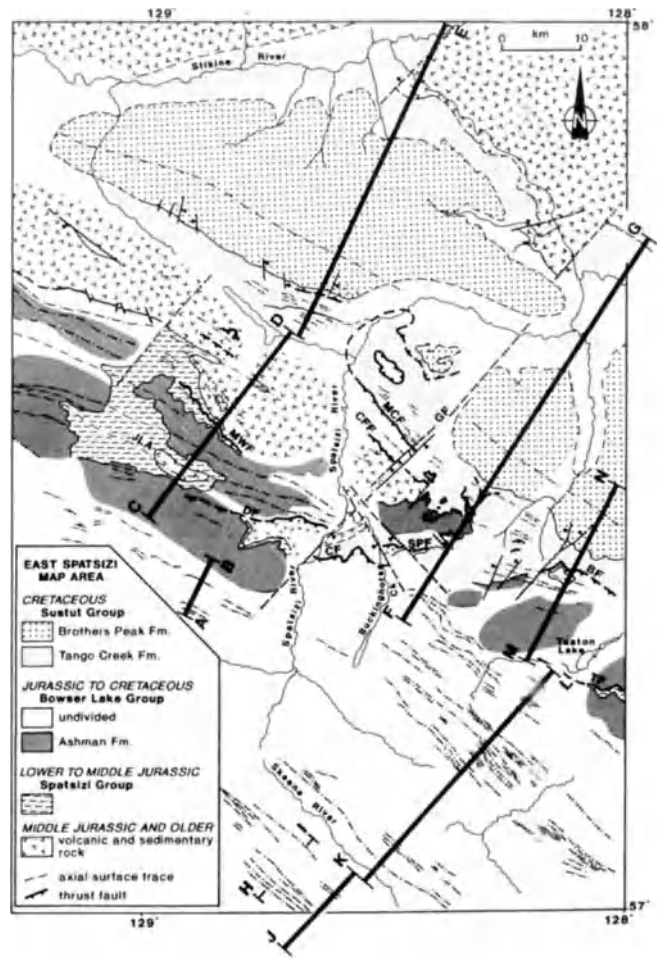 129°
128°
58°
E
Stikine River
0 10
km
N
G
D
Spatsizi River
MCF
CFF
GF
MWF
JLA
C
N
DF
B
CF
SPF
BF
Spatsizi River
A
F
M
Teaton
Lake
L
TF
EAST SPATSIZI
MAP AREA
CRETACEOUS
Sustut Group
Brothers Peak Fm.
Tango Creek Fm.
JURASSIC TO CRETACEOUS
Bowser Lake Group
undivided
Ashman Fm.
LOWER TO MIDDLE JURASSIC
Spatsizi Group
MIDDLE JURASSIC AND OLDER
volcanic and sedimentary
rock
axial surface trace
thrust fault
Skeena River
K
H
J
57°
129°
128°